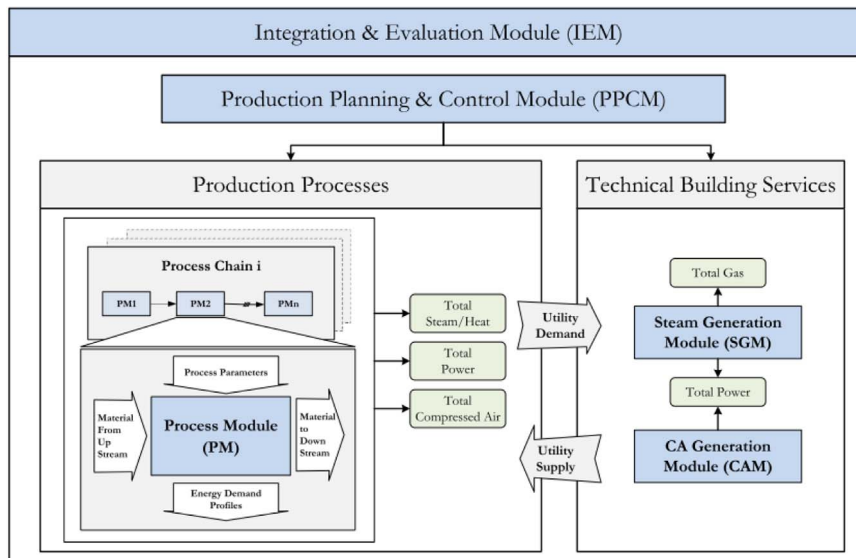 Integration & Evaluation Module (IEM)
Production Planning & Control Module (PPCM)
Production Processes
Technical Building Services
Process Chain i
PM1
PM2
PMn
Process Parameters
Material
From
Up
Stream
Process Module
(PM)
Material
to
Down
Stream
Energy Demand
Profiles
Total
Steam/Heat
Total
Power
Total
Compressed Air
Utility
Demand
Utility
Supply
Total Gas
Steam Generation
Module (SGM)
Total Power
CA Generation
Module (CAM)